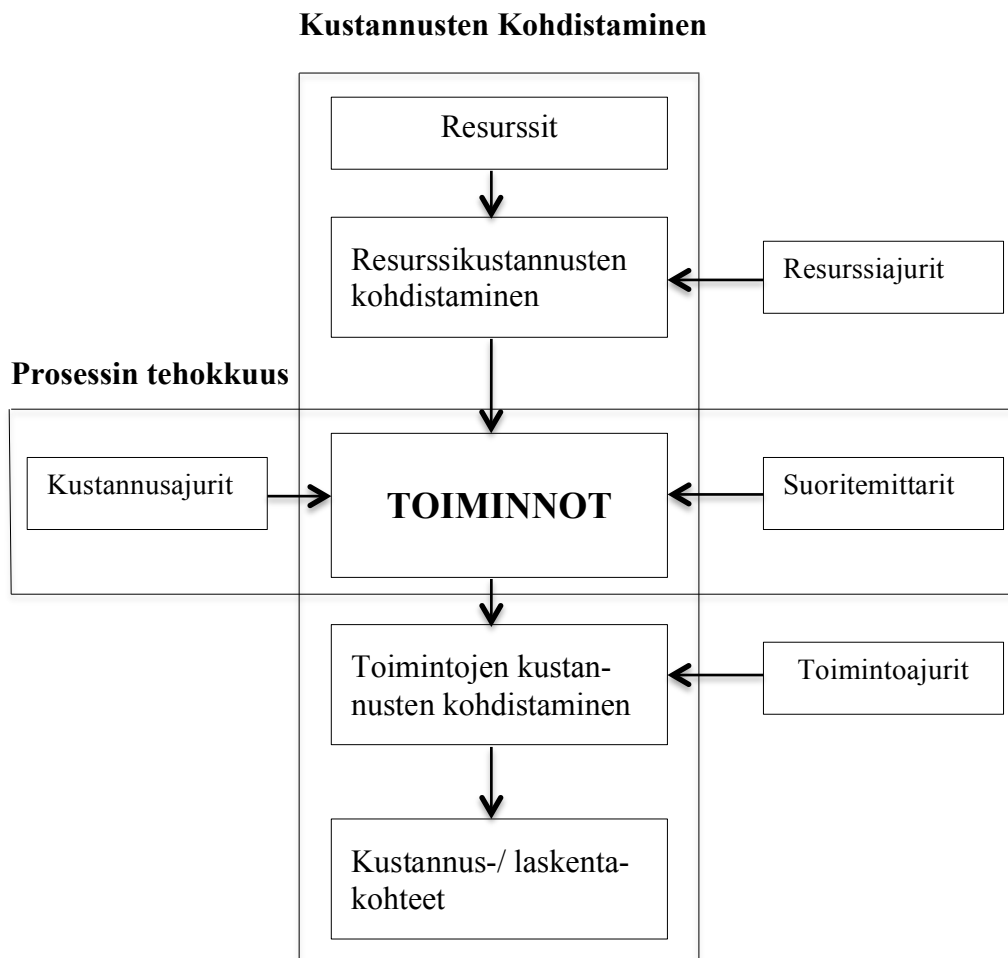 Kustannusten Kohdistaminen
Resurssit
Resurssikustannusten
kohdistaminen
Resurssiajurit
Prosessin tehokkuus
Kustannusajurit
TOIMINNOT
Suoritemittarit
Toimintojen kustan-
nusten kohdistaminen
Toimintoajurit
Kustannus-/ laskenta-
kohteet